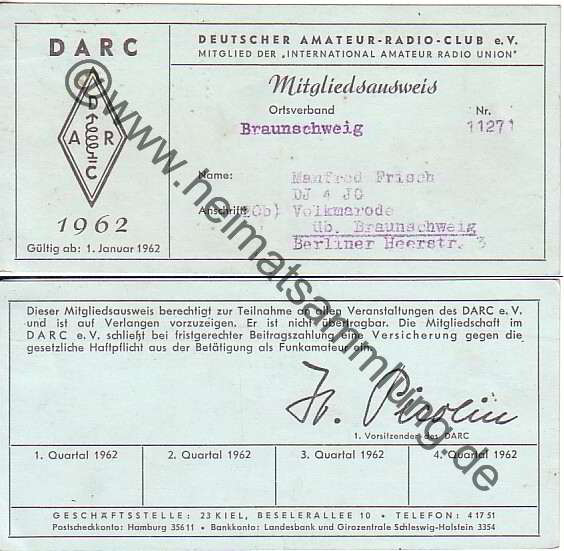 DARC
DEUTSCHER AMATEUR-RADIO-CLUB e.V.
MITGLIED DER „INTERNATIONAL AMATEUR RADIO UNION"
Mitgliedsausweis
Ortsverband Nr.
Braunschweig 11271
D
A R
C
Name: Manfred Frisch
DJ 4 JO
Anschrift: Volkmarode
üb. Braunschweig
Berliner Heerstr. 3
1962
Gültig ab: 1. Januar 1962
Dieser Mitgliedsausweis berechtigt zur Teilnahme an allen Veranstaltungen des DARC e.V.
und ist auf Verlangen vorzuzeigen. Er ist nicht übertragbar. Die Mitgliedschaft im
DARC e.V. schließt bei fristgerechter Beitragszahlung eine Versicherung gegen die
gesetzliche Haftpflicht aus der Betätigung als Funkamateur ein.
1. Vorsitzender des DARC
1. Quartal 1962 2. Quartal 1962 3. Quartal 1962 4. Quartal 1962
GESCHÄFTSSTELLE: 23 KIEL, BESELERALLEE 10 • TELEFON: 4 17 51
Postscheckkonto: Hamburg 35611 • Bankkonto: Landesbank und Girozentrale Schleswig-Holstein 3354
©www.heimatsammlung.de